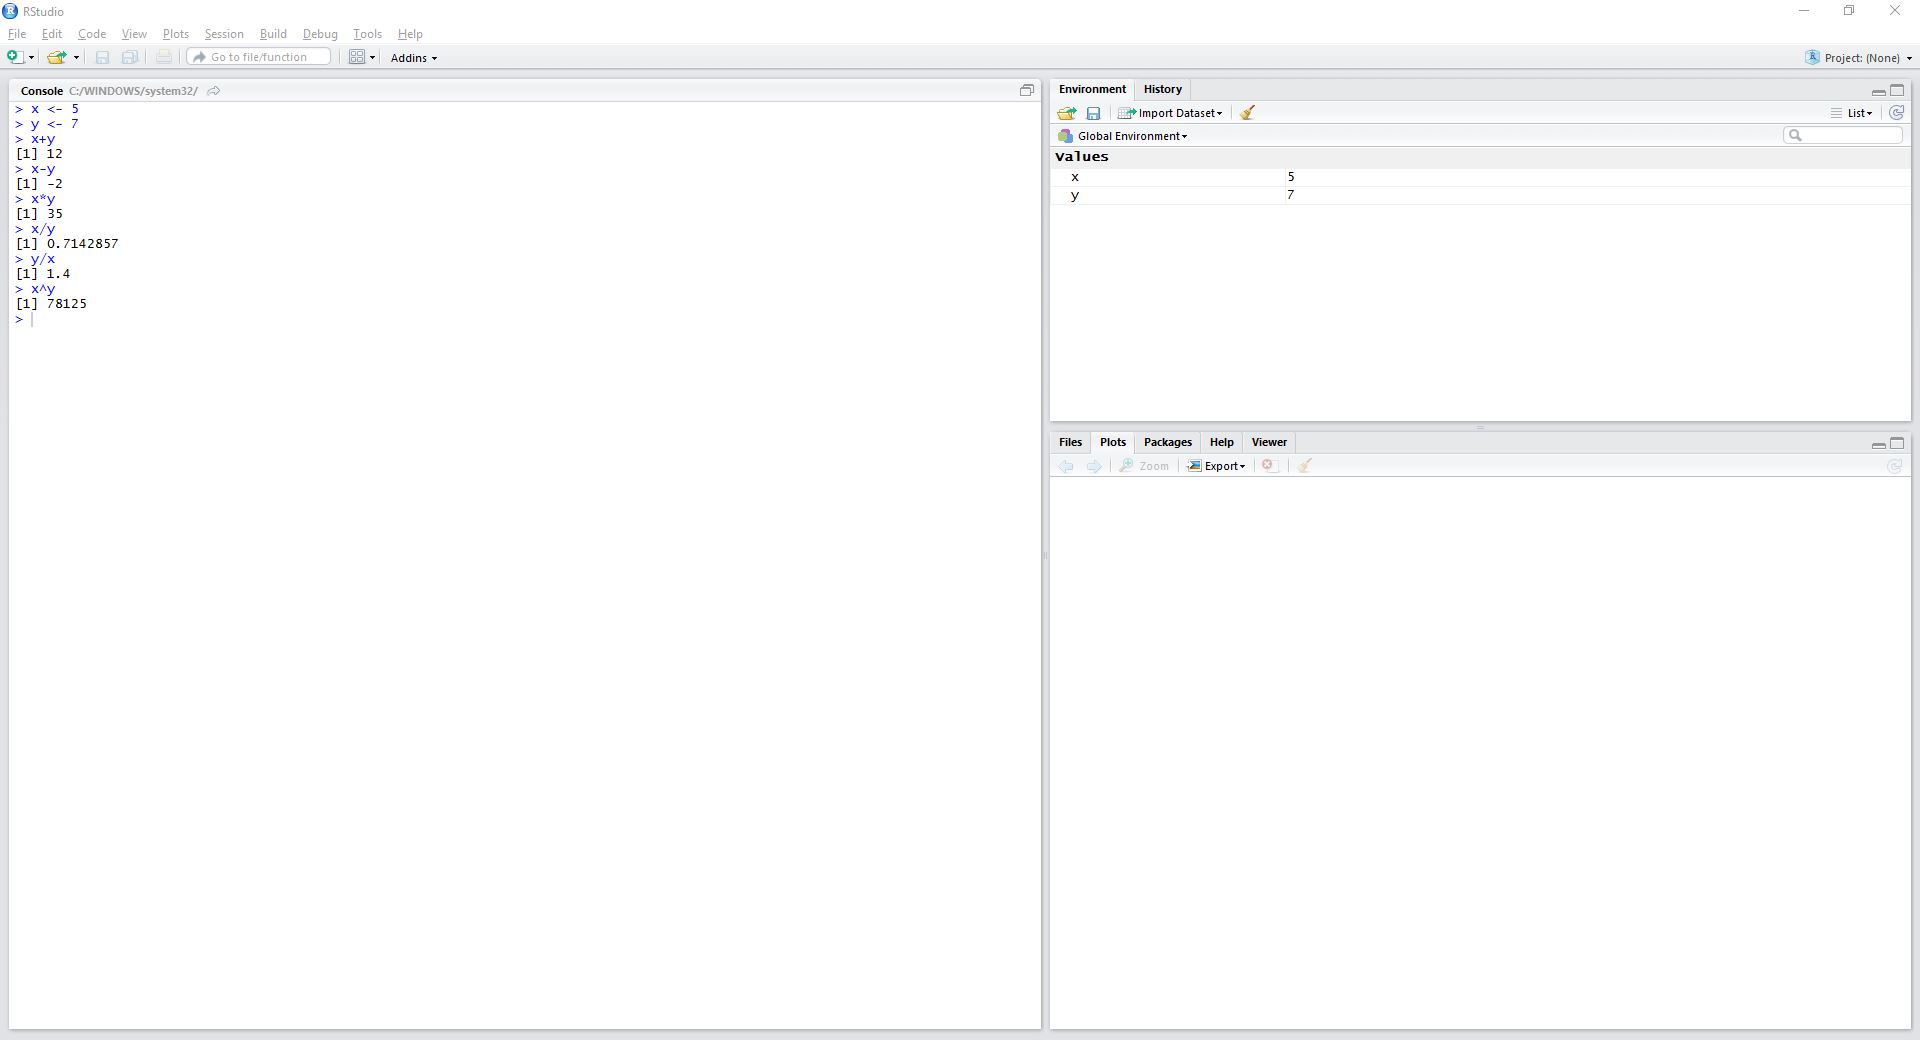 RStudio
File Edit Code View Plots Session Build Debug Tools Help
Go to file/function Addins Project: (None)
Console C:/WINDOWS/system32/
> x <- 5
> y <- 7
> x+y
[1] 12
> x-y
[1] -2
> x*y
[1] 35
> x/y
[1] 0.7142857
> y/x
[1] 1.4
> x^y
[1] 78125
>
Environment History
Import Dataset List
Global Environment
Values
x 5
y 7
Files Plots Packages Help Viewer
Zoom Export